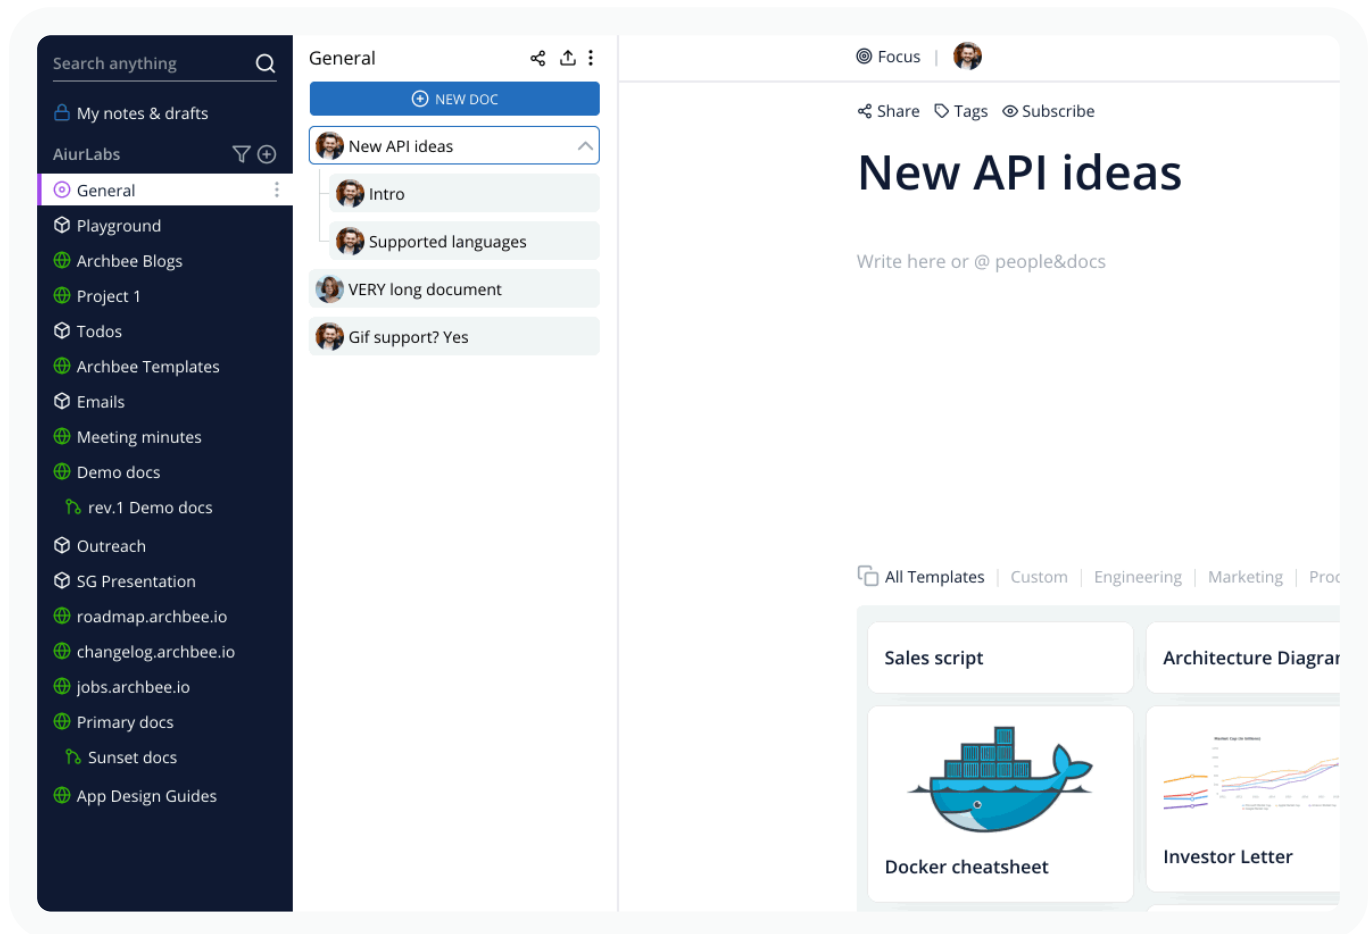 Search anything
My notes & drafts
AiurLabs
General
Playground
Archbee Blogs
Project 1
Todos
Archbee Templates
Emails
Meeting minutes
Demo docs
rev.1 Demo docs
Outreach
SG Presentation
roadmap.archbee.io
changelog.archbee.io
jobs.archbee.io
Primary docs
Sunset docs
App Design Guides
General
NEW DOC
New API ideas
Intro
Supported languages
VERY long document
Gif support? Yes
Focus
Share Tags Subscribe
New API ideas
Write here or @ people&docs
All Templates | Custom | Engineering | Marketing | Proc
Sales script
Architecture Diagra
Docker cheatsheet
Investor Letter